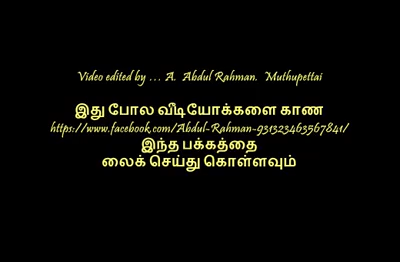 Video edited by ... A. Abdul Rahman. Muthupettai
இது போல வீடியோக்களை காண
https://www.facebook.com/Abdul-Rahman-931323463567841/
இந்த பக்கத்தை
லைக் செய்து கொள்ளவும்